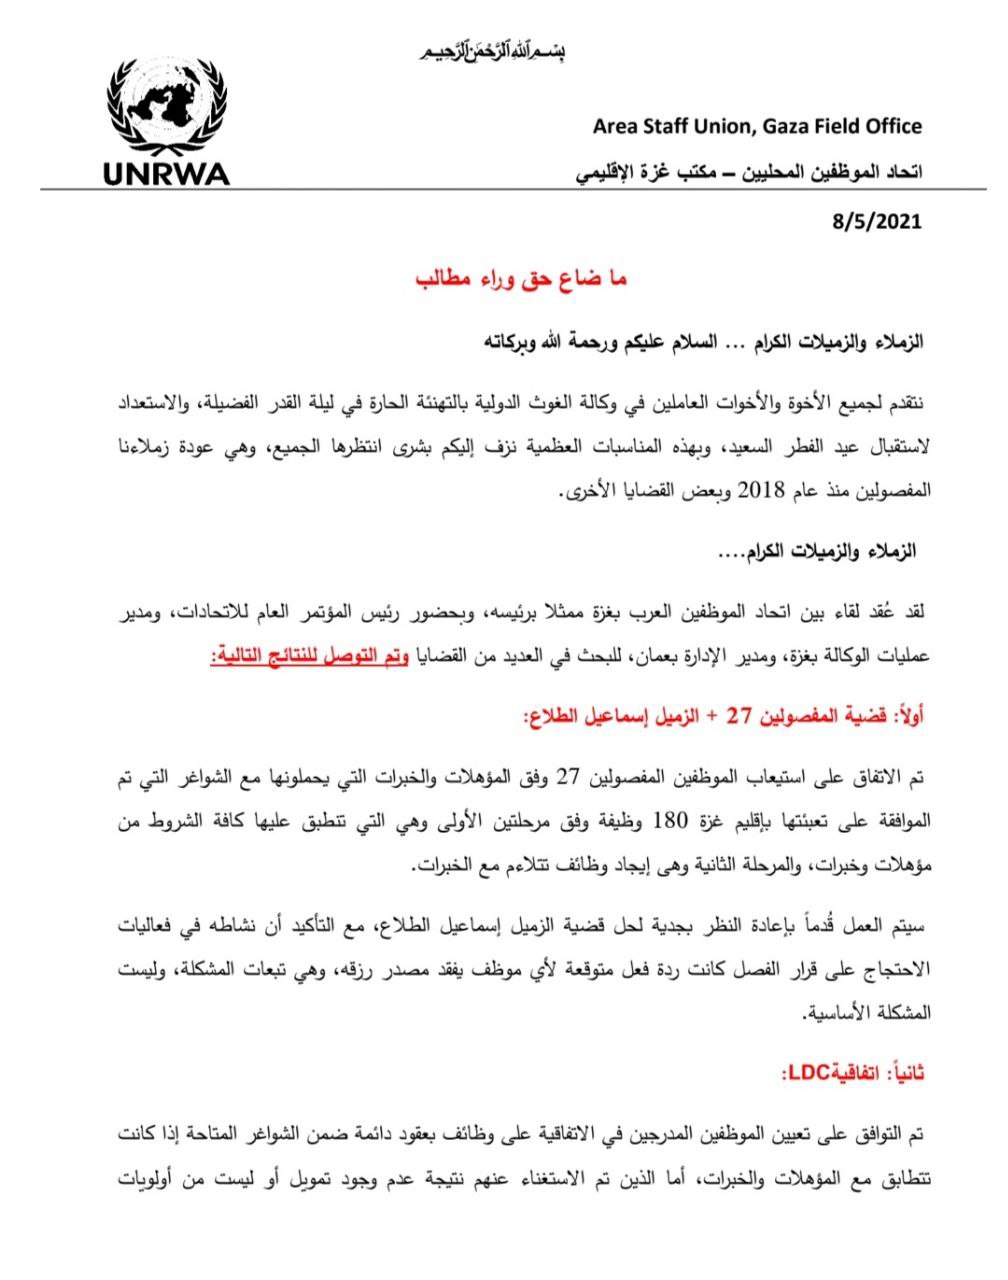 بسم الله الرحمن الرحيم
UNRWA
Area Staff Union, Gaza Field Office
اتحاد الموظفين المحليين – مكتب غزة الإقليمي
8/5/2021
ما ضاع حق وراء مطالب
الزملاء والزميلات الكرام ... السلام عليكم ورحمة الله وبركاته
نتقدم لجميع الأخوة والأخوات العاملين في وكالة الغوث الدولية بالتهنئة الحارة في ليلة القدر الفضيلة، والاستعداد
لاستقبال عيد الفطر السعيد، وبهذه المناسبات العظمية نزف إليكم بشرى انتظرها الجميع، وهي عودة زملاءنا
المفصولين منذ عام 2018 وبعض القضايا الأخرى.
الزملاء والزميلات الكرام....
لقد عُقد لقاء بين اتحاد الموظفين العرب بغزة ممثلا برئيسه، وبحضور رئيس المؤتمر العام للاتحادات، ومدير
عمليات الوكالة بغزة، ومدير الإدارة بعمان، للبحث في العديد من القضايا وتم التوصل للنتائج التالية:
أولاً: قضية المفصولين 27 + الزميل إسماعيل الطلاع:
تم الاتفاق على استيعاب الموظفين المفصولين 27 وفق المؤهلات والخبرات التي يحملونها مع الشواغر التي تم
الموافقة على تعبئتها بإقليم غزة 180 وظيفة وفق مرحلتين الأولى وهي التي تنطبق عليها كافة الشروط من
مؤهلات وخبرات، والمرحلة الثانية وهى إيجاد وظائف تتلاءم مع الخبرات.
سيتم العمل قُدماً بإعادة النظر بجدية لحل قضية الزميل إسماعيل الطلاع، مع التأكيد أن نشاطه في فعاليات
الاحتجاج على قرار الفصل كانت ردة فعل متوقعة لأي موظف يفقد مصدر رزقه، وهي تبعات المشكلة، وليست
المشكلة الأساسية.
ثانياً: اتفاقيةLDC:
تم التوافق على تعيين الموظفين المدرجين في الاتفاقية على وظائف بعقود دائمة ضمن الشواغر المتاحة إذا كانت
تتطابق مع المؤهلات والخبرات، أما الذين تم الاستغناء عنهم نتيجة عدم وجود تمويل أو ليست من أولويات